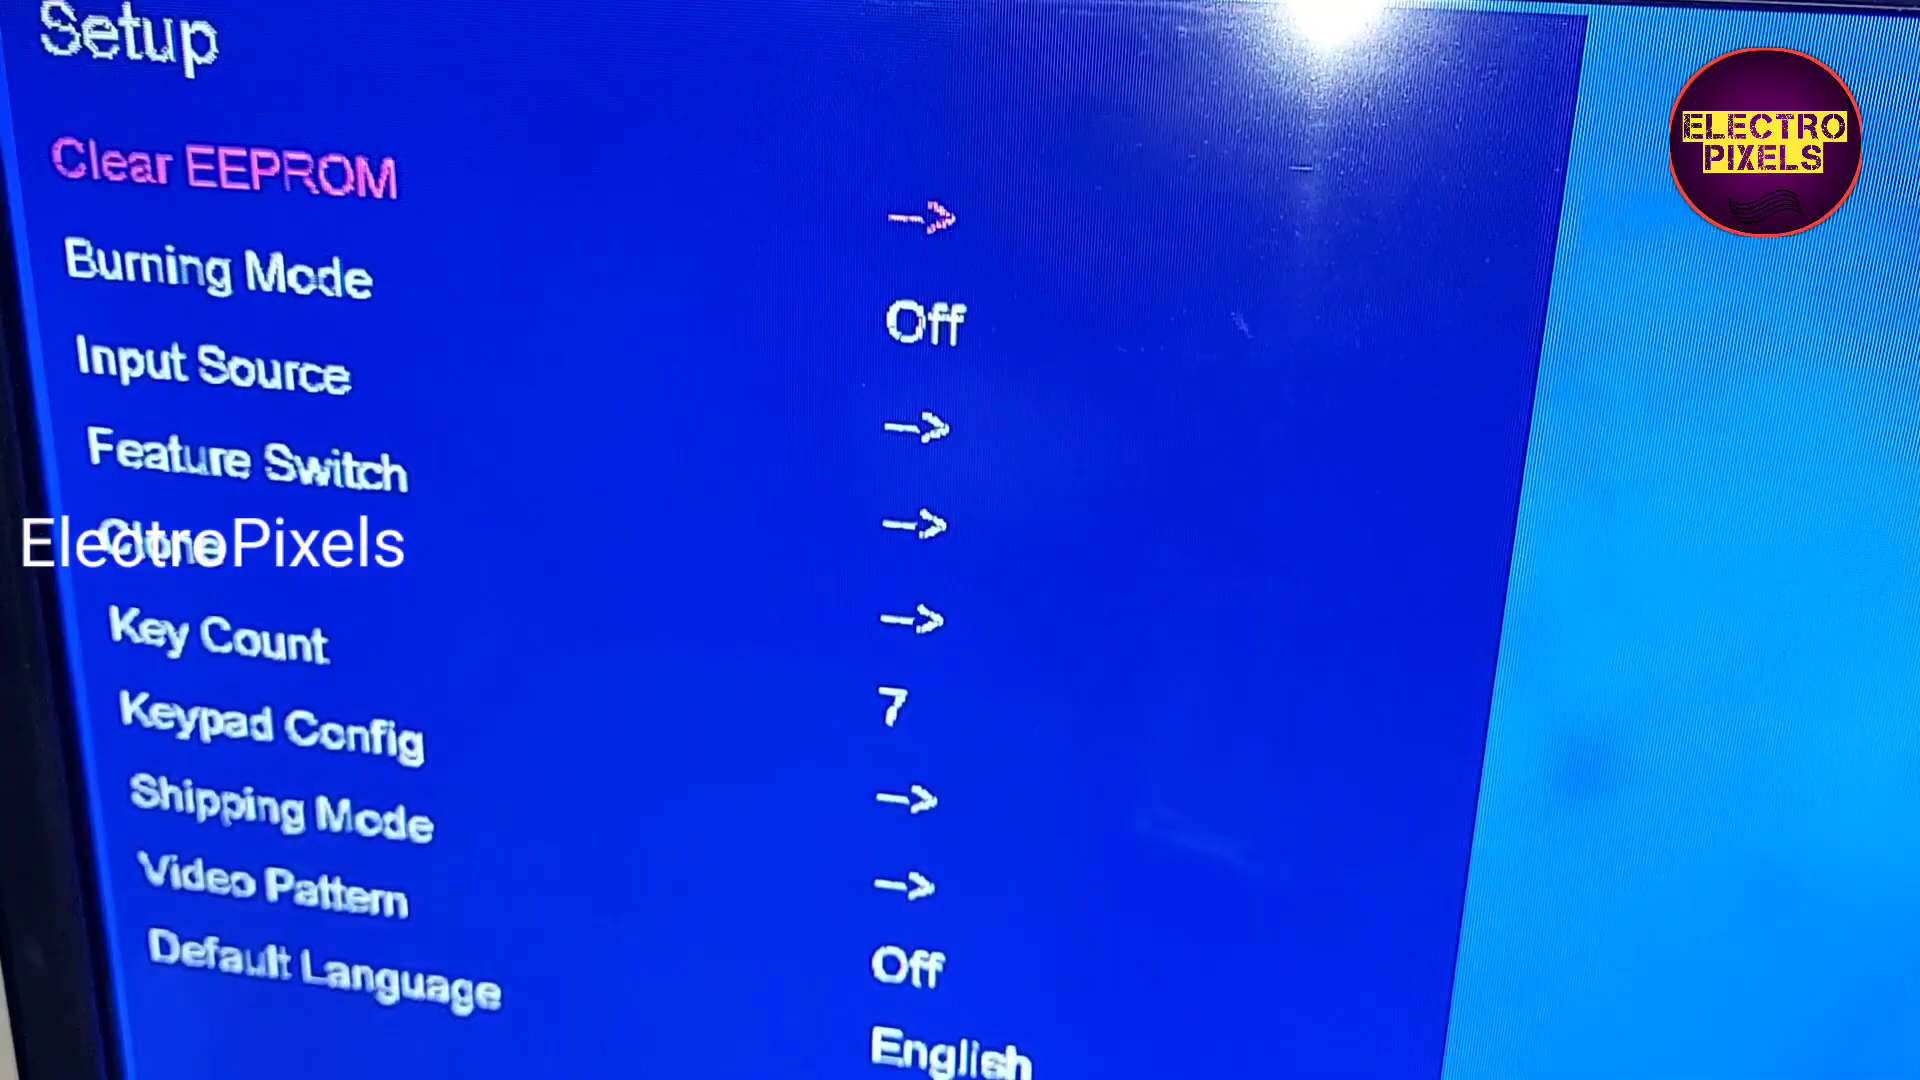 Setup
Clear EEPROM -->
Burning Mode Off
Input Source -->
Feature Switch -->
Clone -->
ElectroPixels
Key Count 7
Keypad Config -->
Shipping Mode -->
Video Pattern Off
Default Language English
ELECTRO
PIXELS